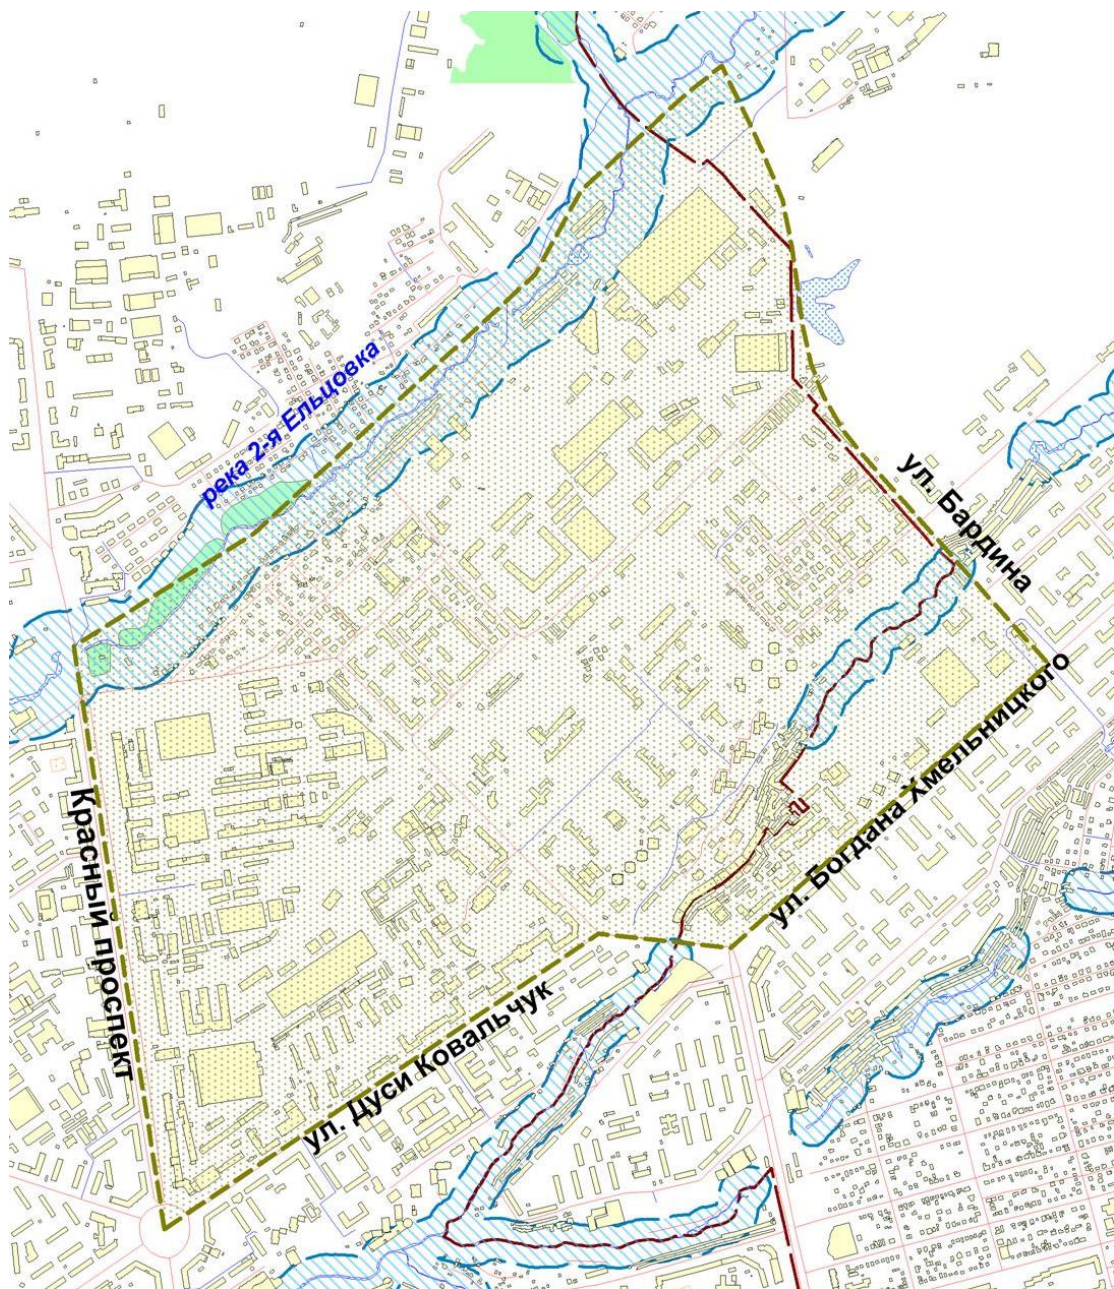 река 2-я Ельцовка
ул. Бардина
ул. Богдана Хмельницкого
Красный проспект
ул. Дуси Ковальчук